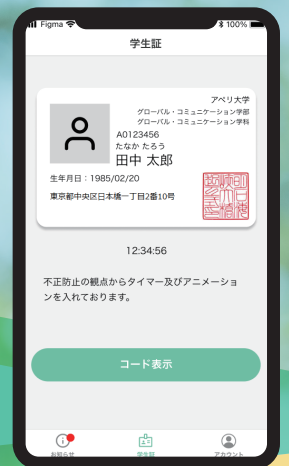 Figma
100%
学生証
アペリ大学
グローバル・コミュニケーション学部
グローバル・コミュニケーション学科
A0123456
たなか たろう
田中 太郎
生年月日：1985/02/20
東京都中央区日本橋一丁目2番10号
12:34:56
不正防止の観点からタイマー及びアニメーショ
ンを入れております。
コード表示
お知らせ
学生証
アカウント